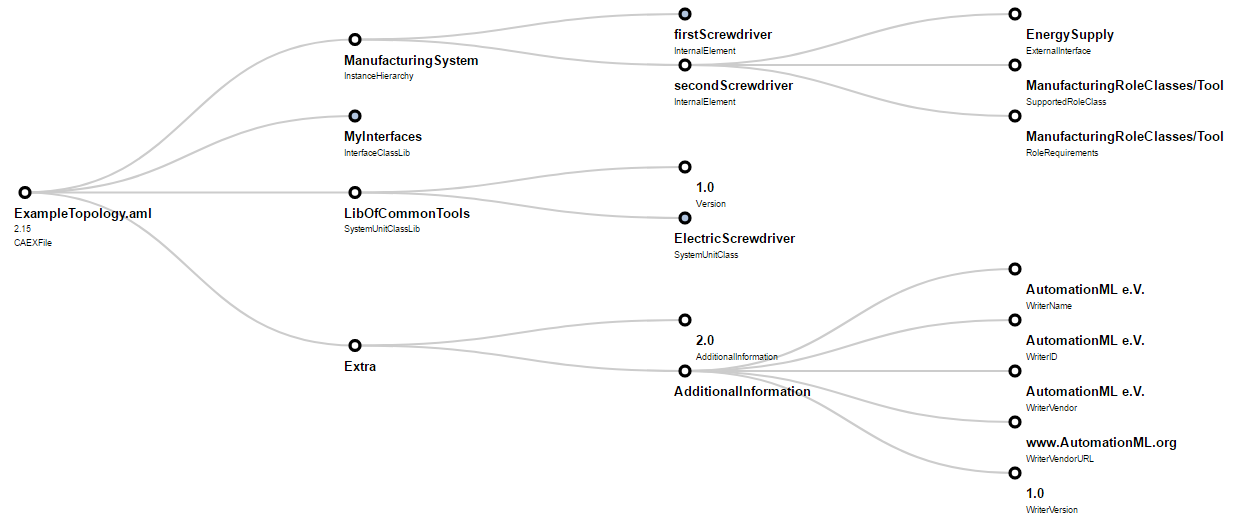 firstScrewdriver
InternalElement
EnergySupply
ExternalInterface
ManufacturingSystem
InstanceHierarchy
secondScrewdriver
InternalElement
ManufacturingRoleClasses/Tool
SupportedRoleClass
MyInterfaces
InterfaceClassLib
ManufacturingRoleClasses/Tool
RoleRequirements
1.0
Version
ExampleTopology.aml
2.15
CAEXFile
LibOfCommonTools
SystemUnitClassLib
ElectricScrewdriver
SystemUnitClass
AutomationML e.V.
WriterName
2.0
AdditionalInformation
AutomationML e.V.
WriterID
Extra
AdditionalInformation
AutomationML e.V.
WriterVendor
www.AutomationML.org
WriterVendorURL
1.0
WriterVersion